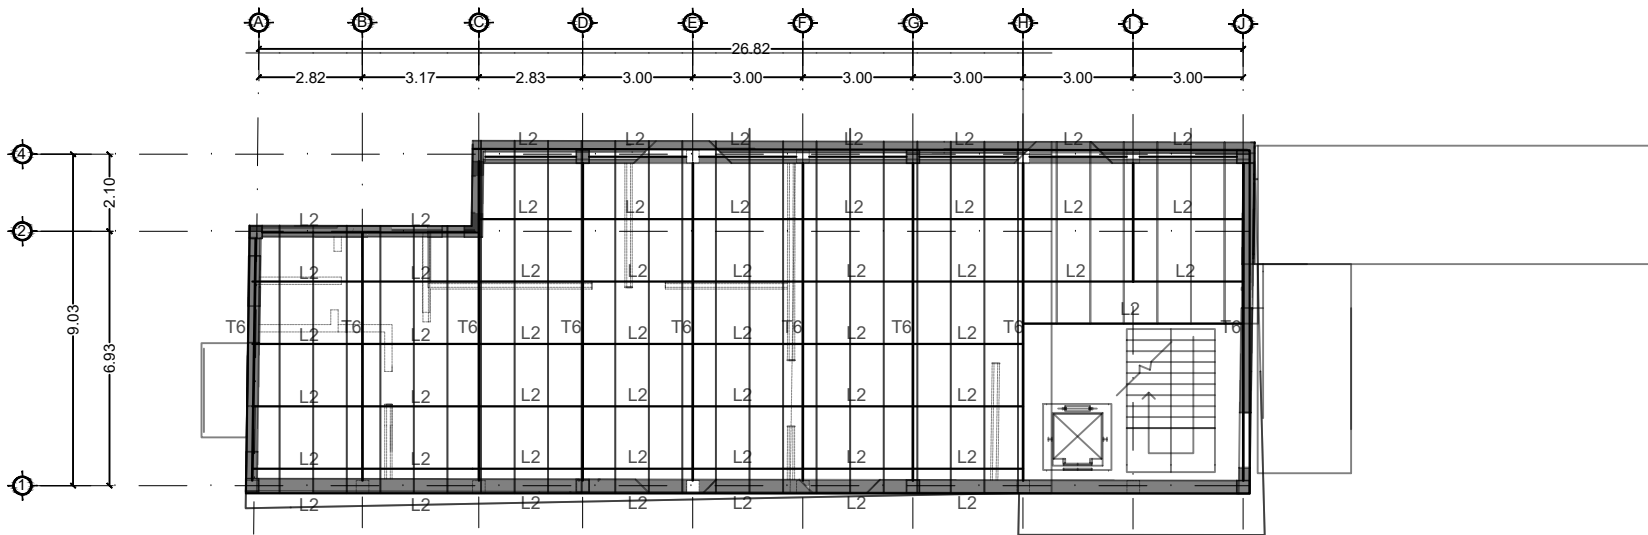 A B C D E F G H I J
26.82
2.82 3.17 2.83 3.00 3.00 3.00 3.00 3.00 3.00
L2 L2 L2 L2 L2 L2 L2
4
2.10
L2 L2 L2 L2 L2
L2 L2
2
L2 L2 L2 L2 L2 L2 L2 L2 L2
9.03
L2
T6 T6 T6 T6 T6 T6 T6 T6 T6
L2 L2 L2 L2 L2 L2 L2
6.93
L2 L2 L2 L2 L2 L2 L2
L2 L2 L2 L2 L2 L2 L2
1
L2 L2 L2 L2 L2 L2 L2